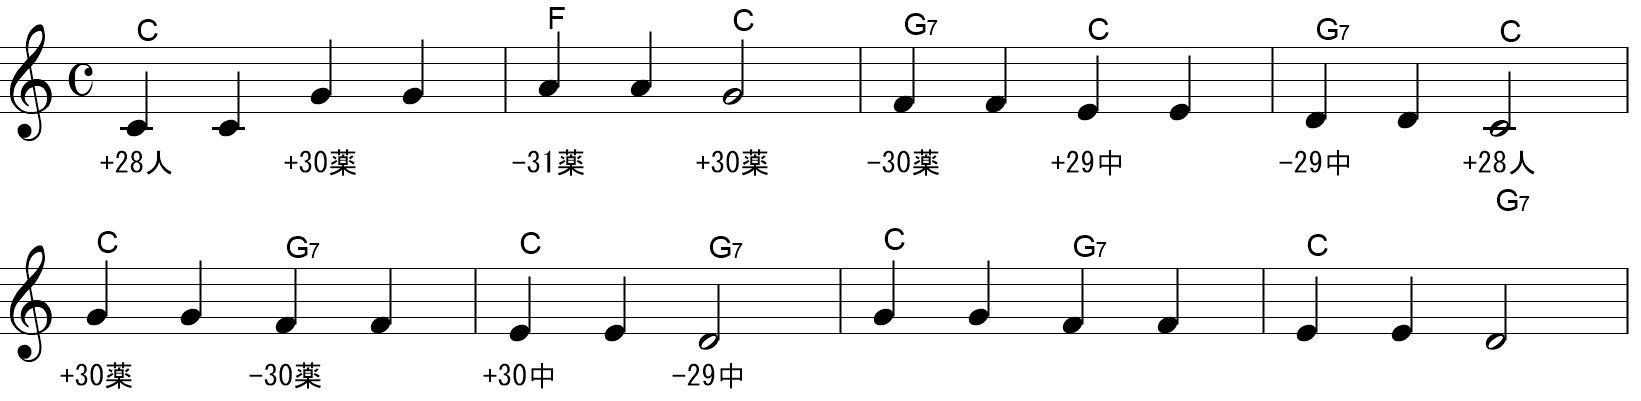 C F C G7 C G7 C
+28人 +30薬 -31薬 +30薬 -30薬 +29中 -29中 +28人
G7
C G7 C G7 C G7 C
+30薬 -30薬 +30中 -29中